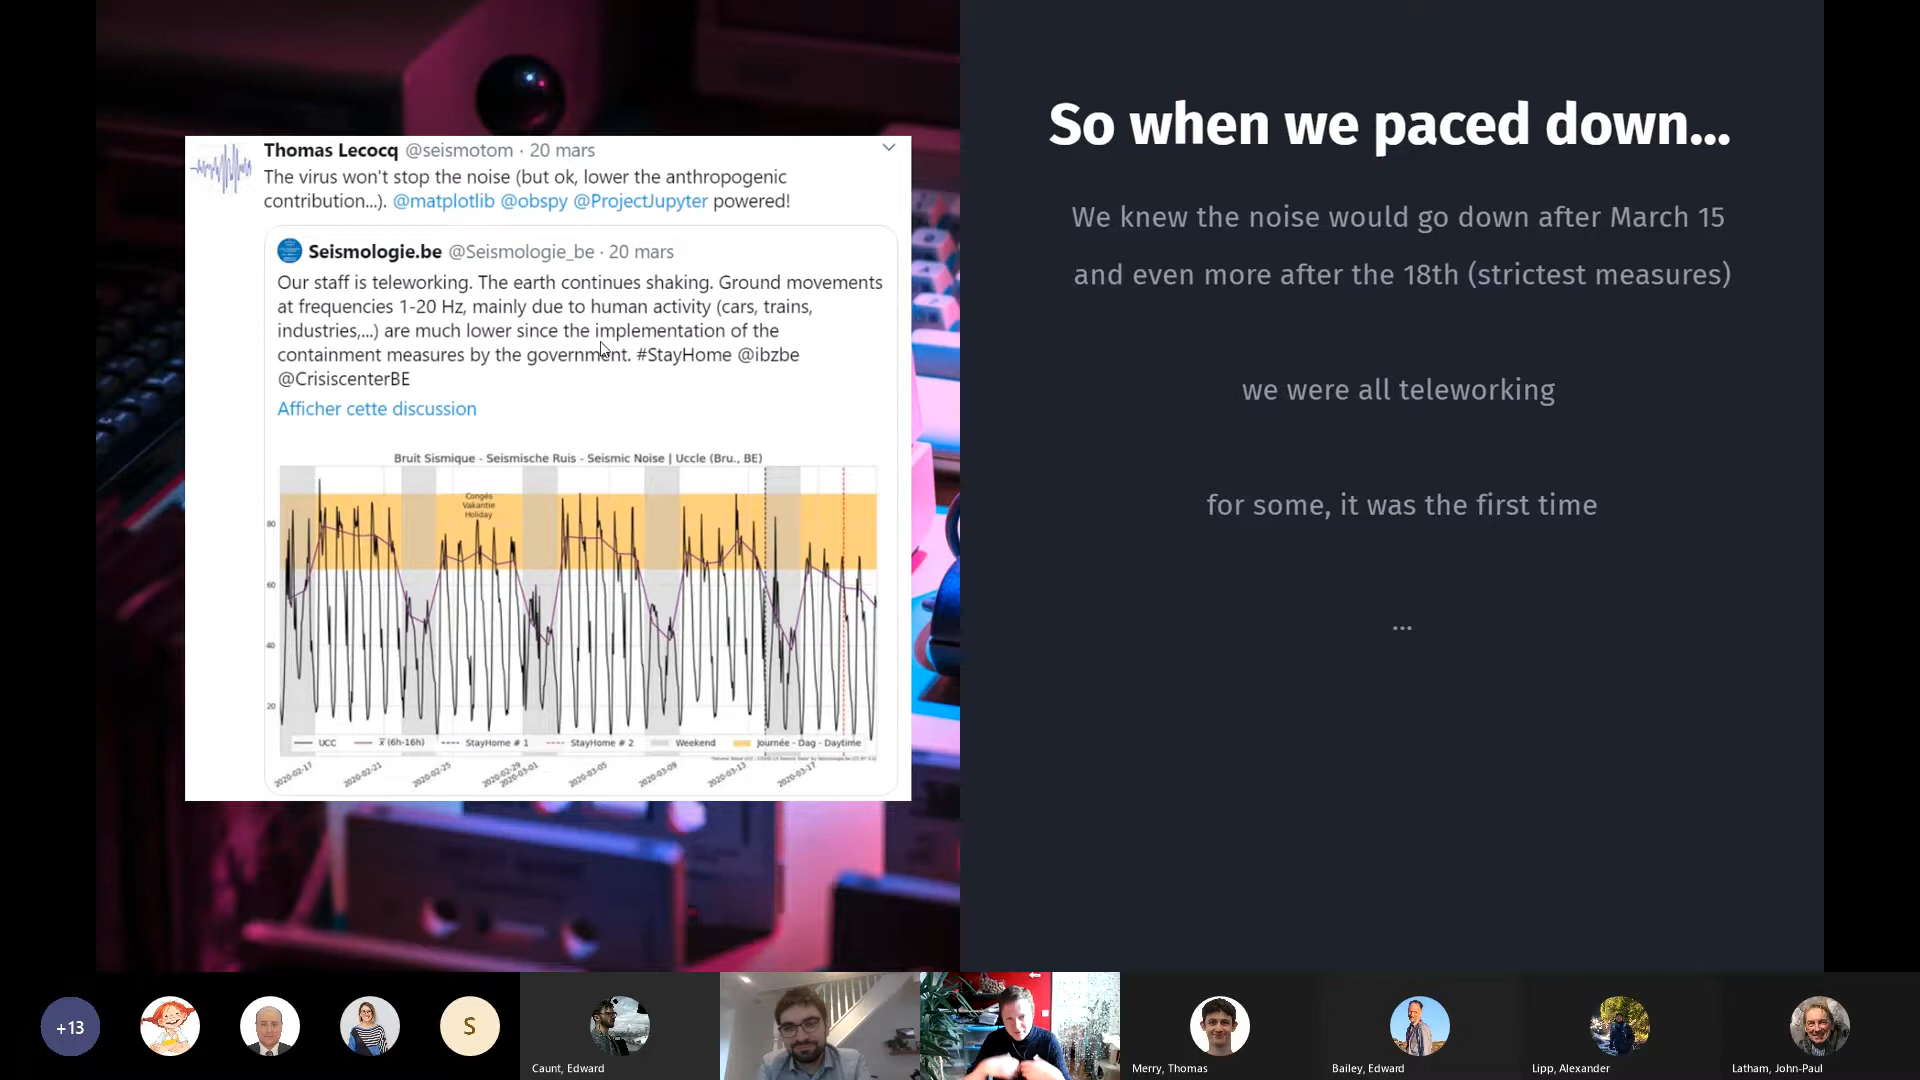 Thomas Lecocq @seismotom · 20 mars
The virus won't stop the noise (but ok, lower the anthropogenic
contribution...). @matplotlib @obspy @ProjectJupyter powered!
Seismologie.be @Seismologie_be · 20 mars
Our staff is teleworking. The earth continues shaking. Ground movements
at frequencies 1-20 Hz, mainly due to human activity (cars, trains,
industries,...) are much lower since the implementation of the
containment measures by the government. #StayHome @ibzbe
@CrisiscenterBE
Afficher cette discussion
Bruit Sismique - Seismische Ruis - Seismic Noise | Uccle (Bru., BE)
Congés
Vakantie
Holiday
80
60
40
20
UCC
x̅ (6h-16h)
StayHome # 1
StayHome # 2
Weekend
Journée - Dag - Daytime
2020-02-17
2020-02-21
2020-02-25
2020-02-29
2020-03-01
2020-03-05
2020-03-09
2020-03-13
2020-03-17
So when we paced down...
We knew the noise would go down after March 15
and even more after the 18th (strictest measures)
we were all teleworking
for some, it was the first time
...
+13
S
Caunt, Edward
Merry, Thomas
Bailey, Edward
Lipp, Alexander
Latham, John-Paul